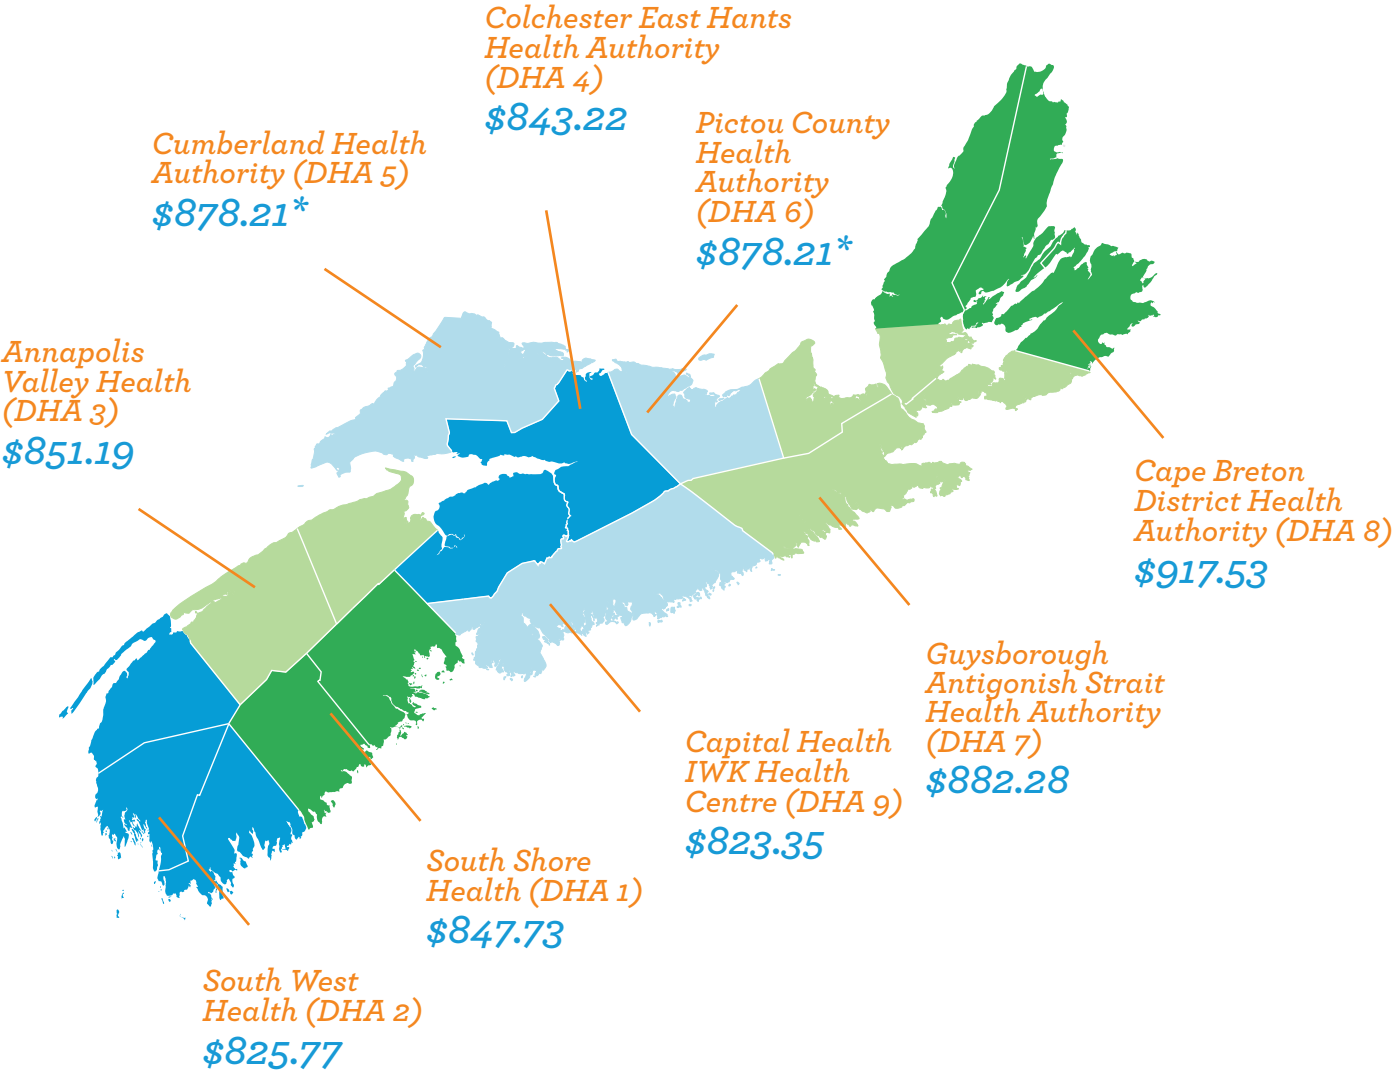 Colchester East Hants
Health Authority
(DHA 4)
$843.22
Pictou County
Health
Authority
(DHA 6)
$878.21*
Cumberland Health
Authority (DHA 5)
$878.21*
Annapolis
Valley Health
(DHA 3)
$851.19
Cape Breton
District Health
Authority (DHA 8)
$917.53
Guysborough
Antigonish Strait
Health Authority
(DHA 7)
$882.28
Capital Health
IWK Health
Centre (DHA 9)
$823.35
South Shore
Health (DHA 1)
$847.73
South West
Health (DHA 2)
$825.77